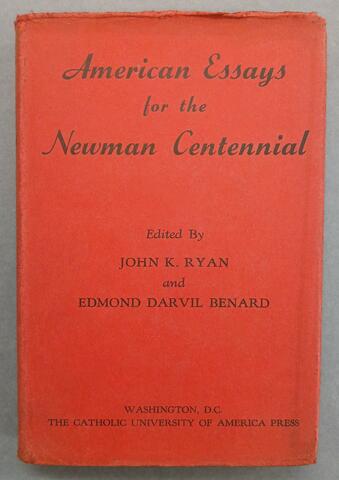 American Essays
for the
Newman Centennial
Edited By
JOHN K. RYAN
and
EDMOND DARVIL BENARD
WASHINGTON, D.C.
THE CATHOLIC UNIVERSITY OF AMERICA PRESS